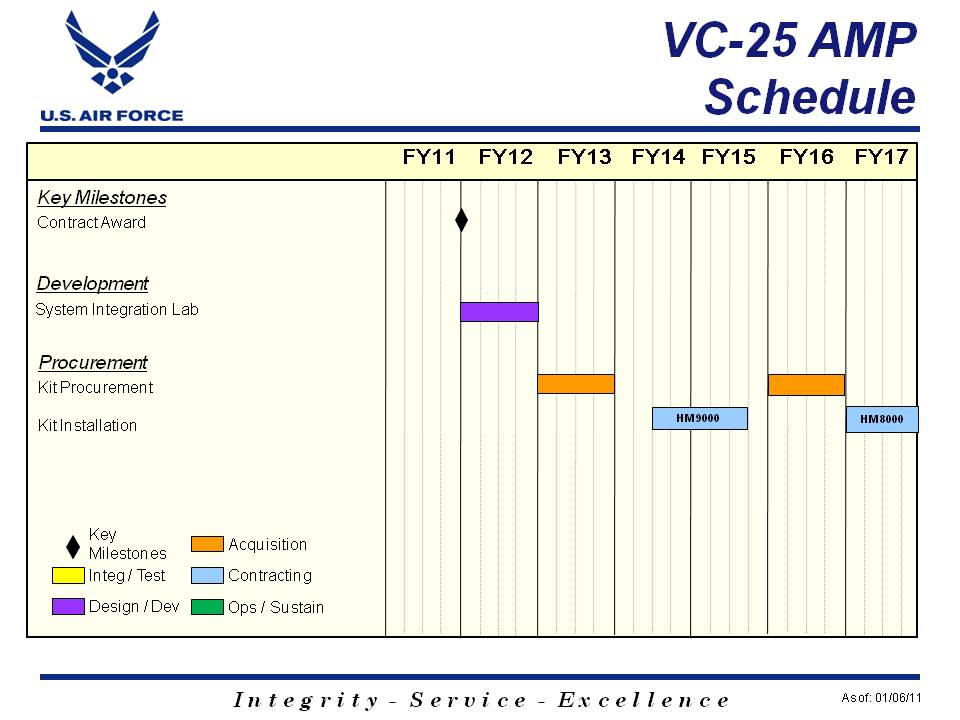 U.S. AIR FORCE
VC-25 AMP
Schedule
FY11 FY12 FY13 FY14 FY15 FY16 FY17
Key Milestones
Contract Award
Development
System Integration Lab
Procurement
Kit Procurement
Kit Installation
HM9000
HM8000
Key
Milestones
Acquisition
Integ / Test
Contracting
Design / Dev
Ops / Sustain
Integrity - Service - Excellence
As of: 01/06/11